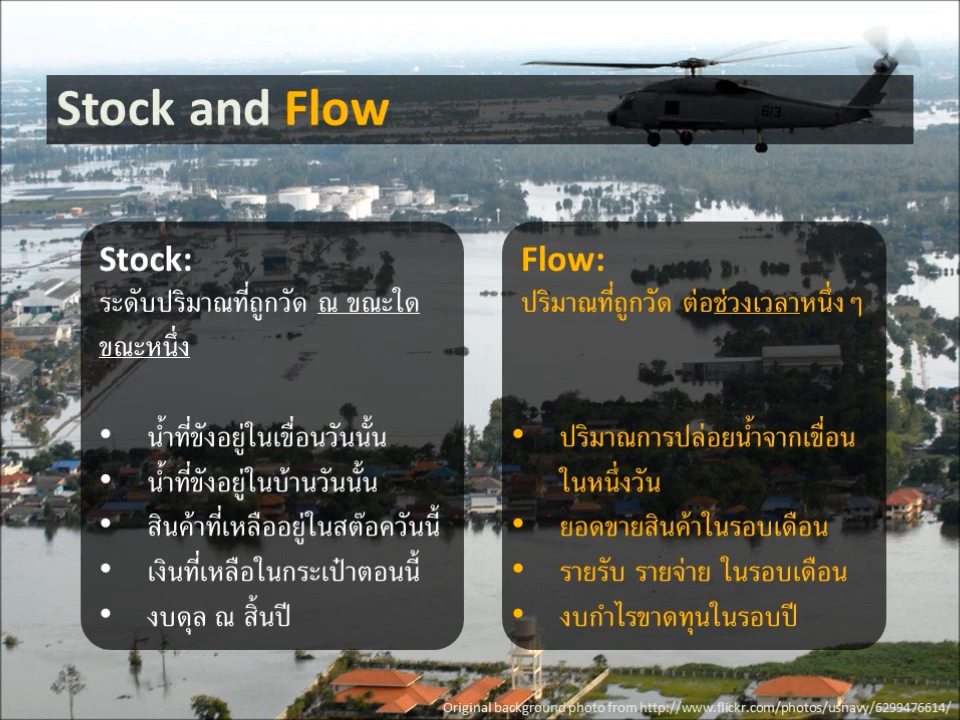 Stock and Flow
613
Stock:
ระดับปริมาณที่ถูกวัด ณ ขณะใด
ขณะหนึ่ง
• น้ำที่ขังอยู่ในเขื่อนวันนั้น
• น้ำที่ขังอยู่ในบ้านวันนั้น
• สินค้าที่เหลืออยู่ในสต๊อควันนี้
• เงินที่เหลือในกระเป๋าตอนนี้
• งบดุล ณ สิ้นปี
Flow:
ปริมาณที่ถูกวัด ต่อช่วงเวลาหนึ่ง ๆ
• ปริมาณการปล่อยน้ำจากเขื่อน
ในหนึ่งวัน
• ยอดขายสินค้าในรอบเดือน
• รายรับ รายจ่าย ในรอบเดือน
• งบกำไรขาดทุนในรอบปี
Original background photo from http://www.flickr.com/photos/usnavy/6299476614/